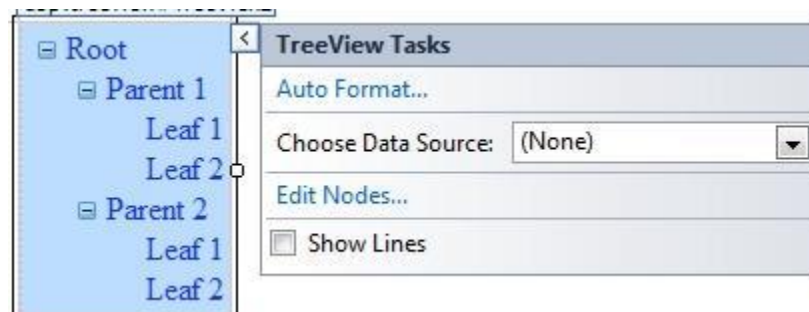 Root
Parent 1
Leaf 1
Leaf 2
Parent 2
Leaf 1
Leaf 2
TreeView Tasks
Auto Format...
Choose Data Source: (None)
Edit Nodes...
Show Lines